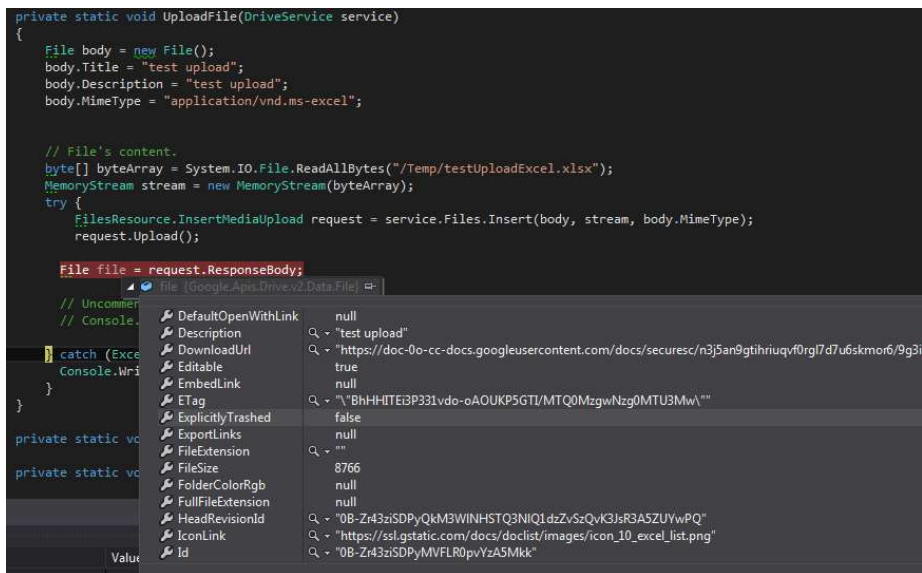 private static void UploadFile(DriveService service)
{
File body = new File();
body.Title = "test upload";
body.Description = "test upload";
body.MimeType = "application/vnd.ms-excel";
// File's content.
byte[] byteArray = System.IO.File.ReadAllBytes("/Temp/testUploadExcel.xlsx");
MemoryStream stream = new MemoryStream(byteArray);
try {
FilesResource.InsertMediaUpload request = service.Files.Insert(body, stream, body.MimeType);
request.Upload();
File file = request.ResponseBody;
file {Google.Apis.Drive.v2.Data.File}
// Uncommen
// Console.
} catch (Exce
Console.Wri
}
}
private static vo
private static vo
Value
DefaultOpenWithLink null
Description "test upload"
DownloadUrl "https://doc-0o-cc-docs.googleusercontent.com/docs/securesc/n3j5an9gtihriuqvf0rgl7d7u6skmor6/9g3i
Editable true
EmbedLink null
ETag "\"BhHHITEi3P331vdo-oAOUKP5GTI/MTQ0MzgwNzg0MTU3Mw\""
ExplicitlyTrashed false
ExportLinks null
FileExtension ""
FileSize 8766
FolderColorRgb null
FullFileExtension null
HeadRevisionId "0B-Zr43ziSDPyQkM3WlNHSTQ3NlQ1dzZvSzQvK3JsR3A5ZUYwPQ"
IconLink "https://ssl.gstatic.com/docs/doclist/images/icon_10_excel_list.png"
Id "0B-Zr43ziSDPyMVFLR0pvYzA5Mkk"